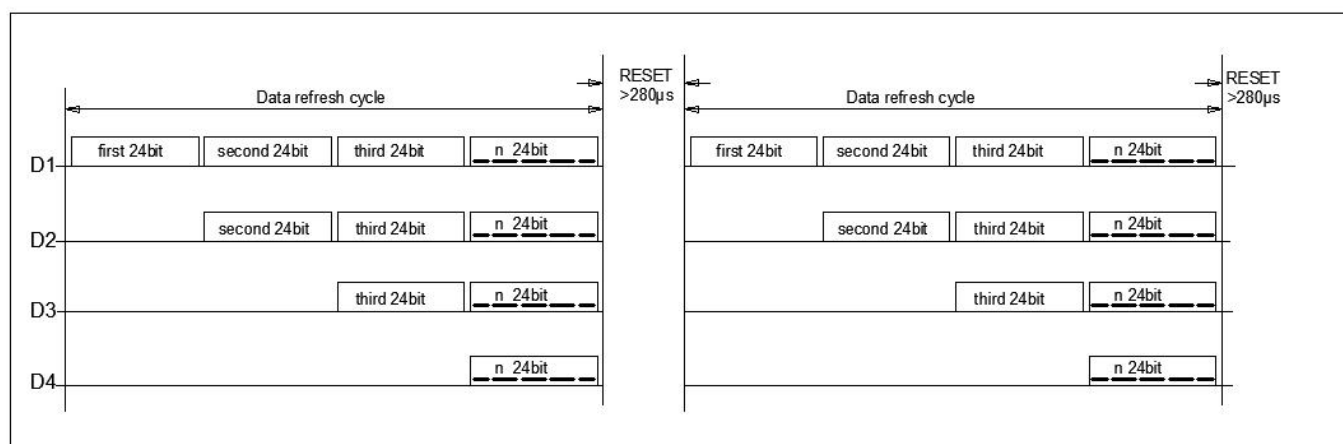 RESET RESET
Data refresh cycle >280μs Data refresh cycle >280μs
D1 first 24bit second 24bit third 24bit n 24bit first 24bit second 24bit third 24bit n 24bit
D2 second 24bit third 24bit n 24bit second 24bit third 24bit n 24bit
D3 third 24bit n 24bit third 24bit n 24bit
D4 n 24bit n 24bit